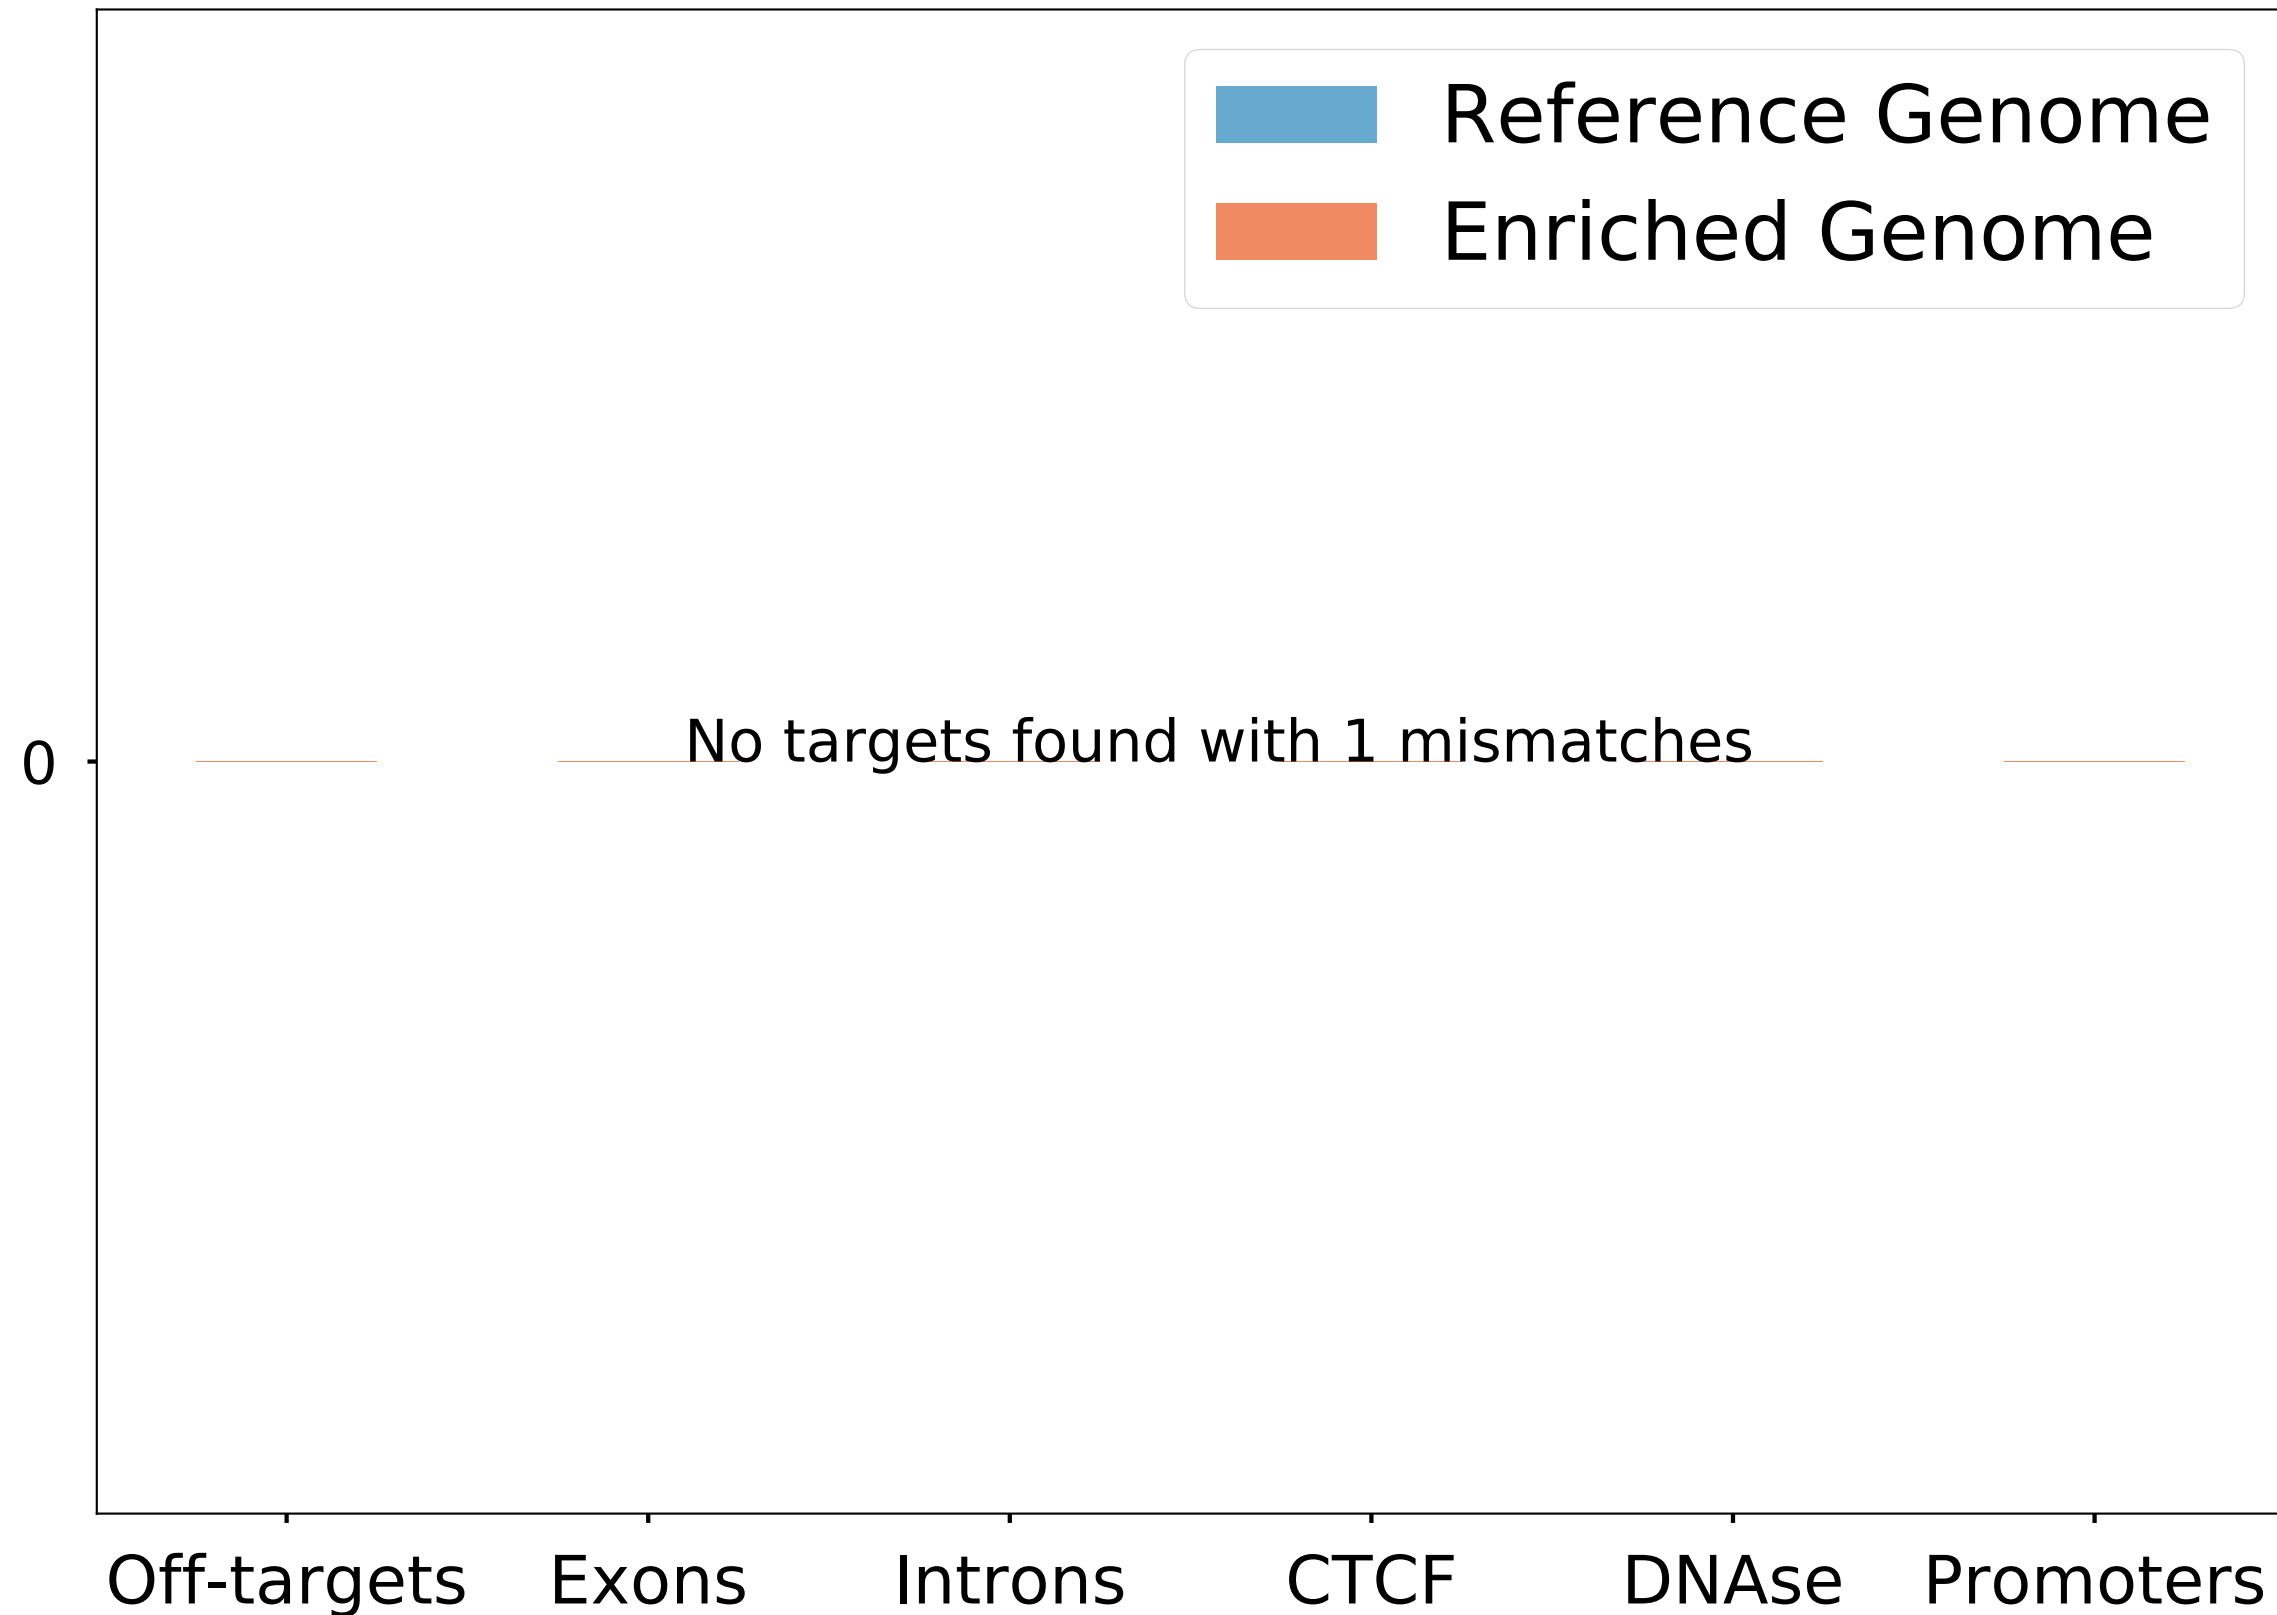 Reference Genome
Enriched Genome
No targets found with 1 mismatches
0
Off-targets Exons Introns CTCF DNAse Promoters